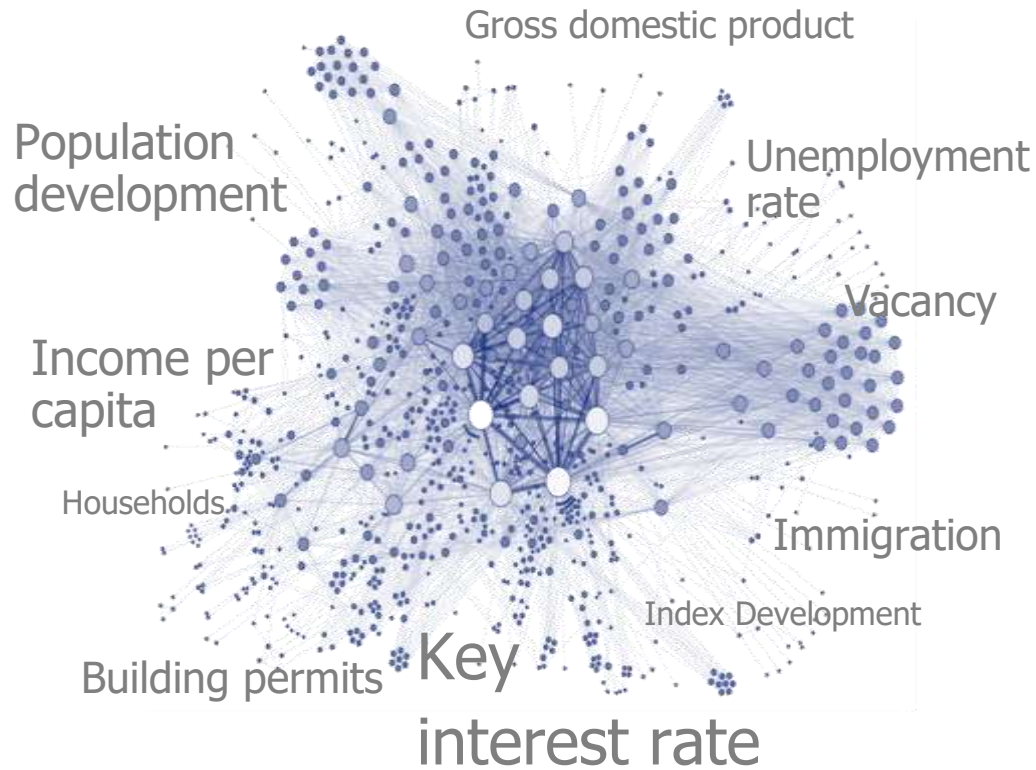 Gross domestic product
Population
development
Unemployment
rate
Vacancy
Income per
capita
Households
Immigration
Index Development
Building permits
Key
interest rate